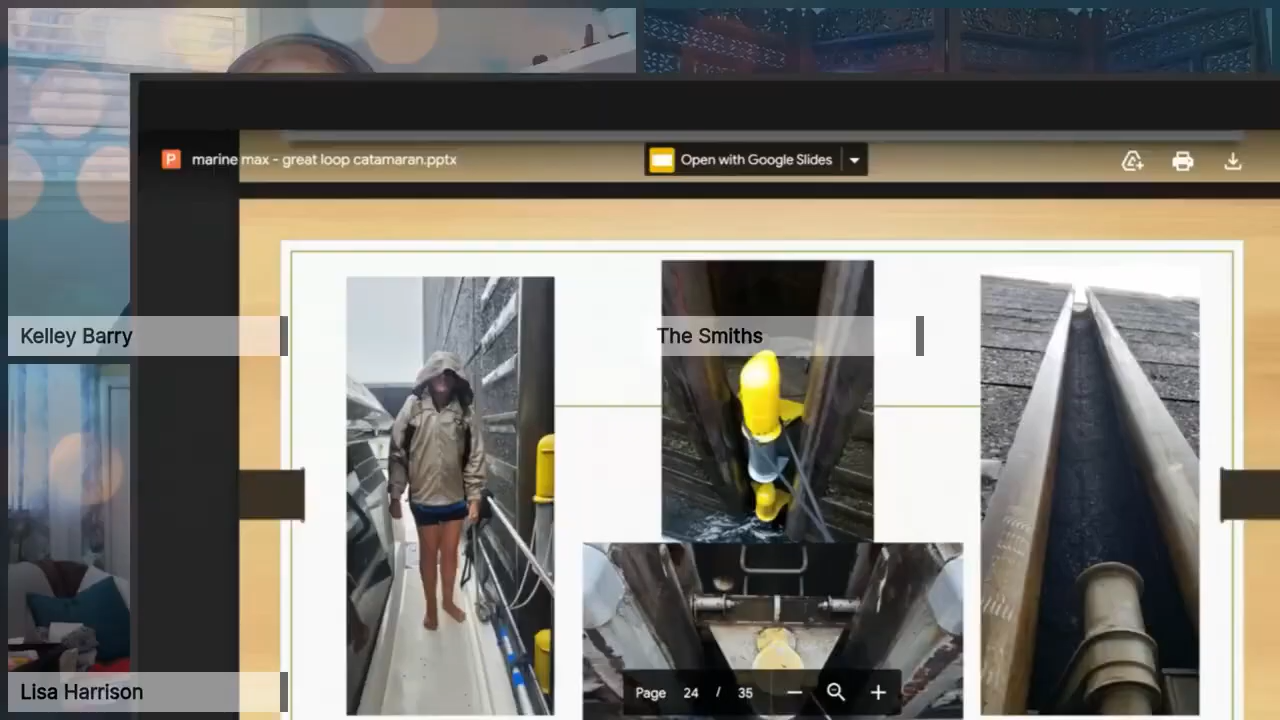 P marine max - great loop catamaran.pptx
Open with Google Slides
Kelley Barry
The Smiths
Lisa Harrison
Page 24 / 35